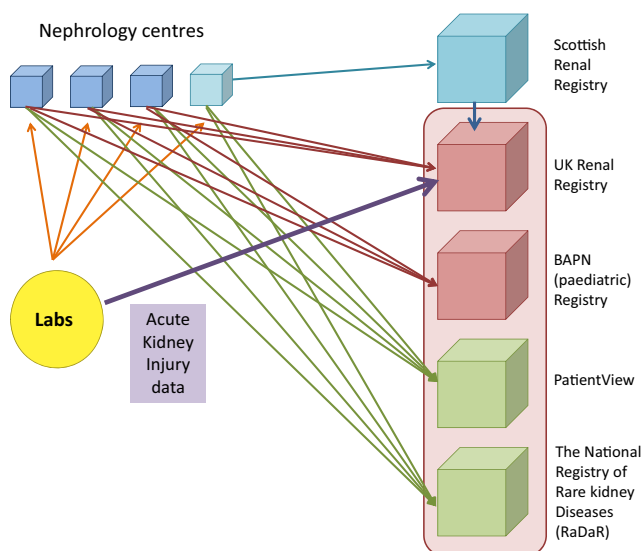 Nephrology centres
Scottish
Renal
Registry
UK Renal
Registry
BAPN
(paediatric)
Registry
Labs
Acute
Kidney
Injury
data
PatientView
The National
Registry of
Rare kidney
Diseases
(RaDaR)